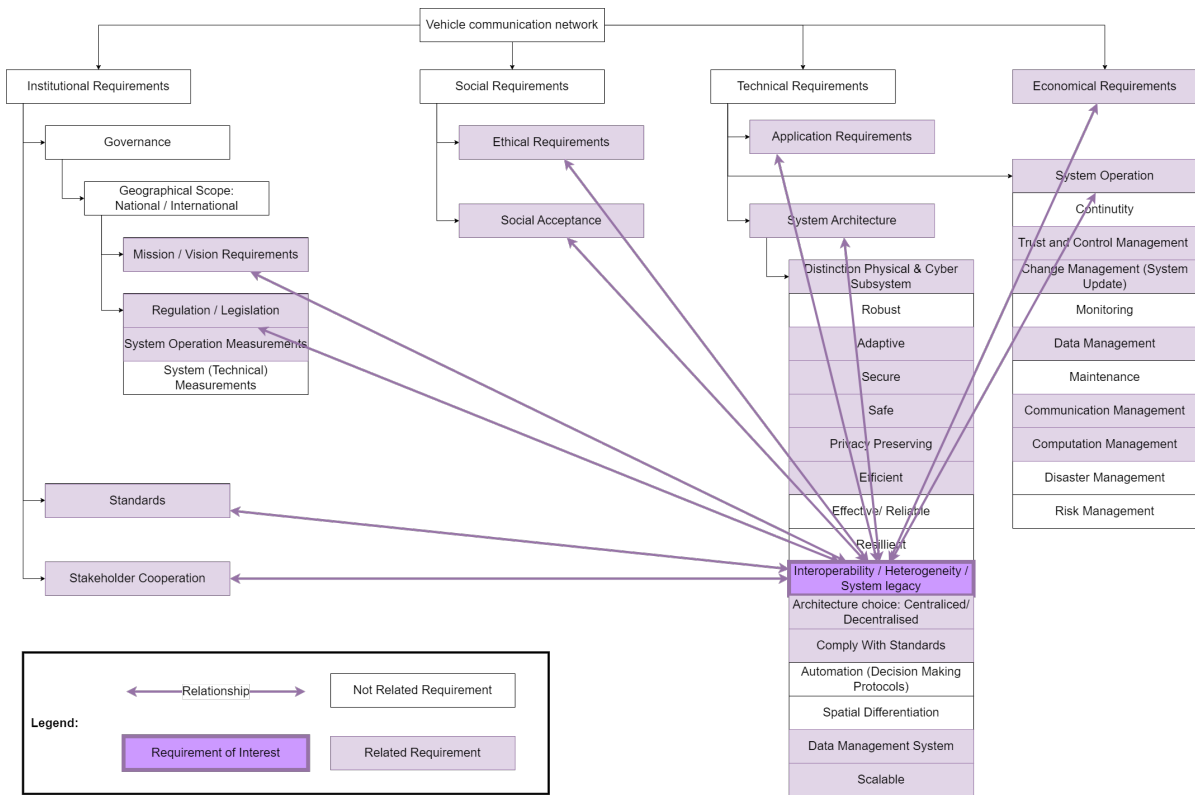 Vehicle communication network
Institutional Requirements
Social Requirements
Technical Requirements
Economical Requirements
Governance
Geographical Scope:
National / International
Mission / Vision Requirements
Regulation / Legislation
System Operation Measurements
System (Technical)
Measurements
Standards
Stakeholder Cooperation
Ethical Requirements
Social Acceptance
Application Requirements
System Architecture
Distinction Physical & Cyber
Subsystem
Robust
Adaptive
Secure
Safe
Privacy Preserving
Efficient
Effective/ Reliable
Resillient
Interoperability / Heterogeneity /
System legacy
Architecture choice: Centraliced/
Decentralised
Comply With Standards
Automation (Decision Making
Protocols)
Spatial Differentiation
Data Management System
Scalable
System Operation
Continutity
Trust and Control Management
Change Management (System
Update)
Monitoring
Data Management
Maintenance
Communication Management
Computation Management
Disaster Management
Risk Management
Legend:
Relationship
Not Related Requirement
Requirement of Interest
Related Requirement